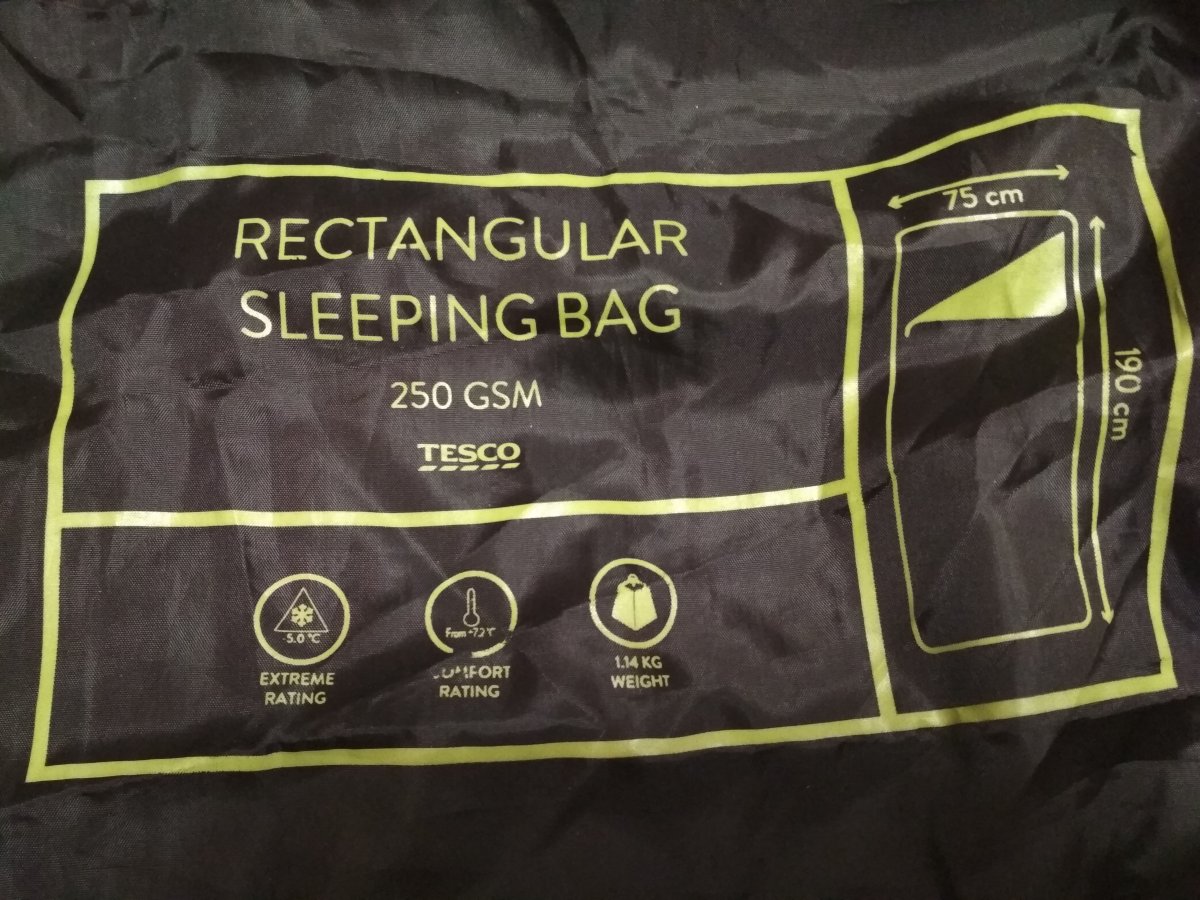 RECTANGULAR
SLEEPING BAG
250 GSM
TESCO
75 cm
190 cm
-5.0 °C
EXTREME
RATING
From +7.2°C
COMFORT
RATING
1.14 KG
WEIGHT